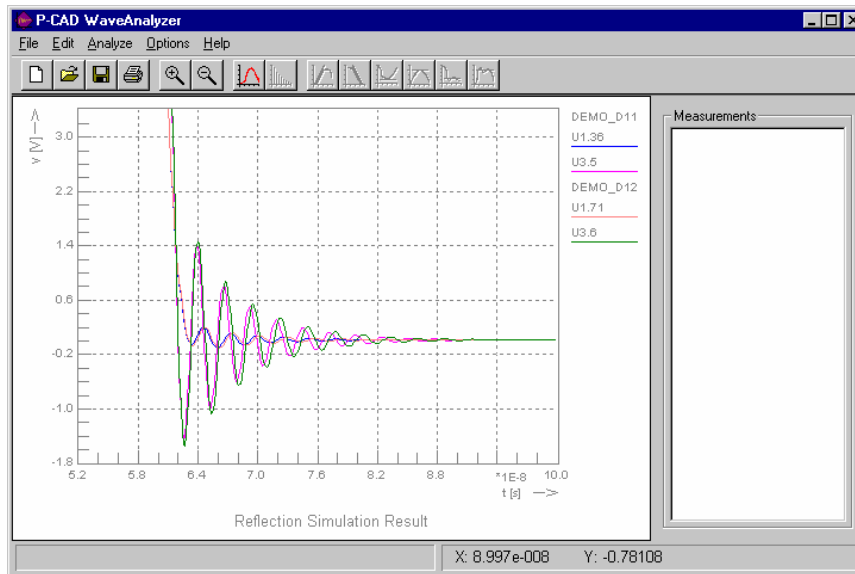 P-CAD WaveAnalyzer
File Edit Analyze Options Help
v [V] —>
3.0
2.2
1.4
0.6
-0.2
-1.0
-1.8
5.2 5.8 6.4 7.0 7.6 8.2 8.8 *1E-8 10.0
t [s] —>
Reflection Simulation Result
DEMO_D11
U1.36
U3.5
DEMO_D12
U1.71
U3.6
Measurements
X: 8.997e-008 Y: -0.78108